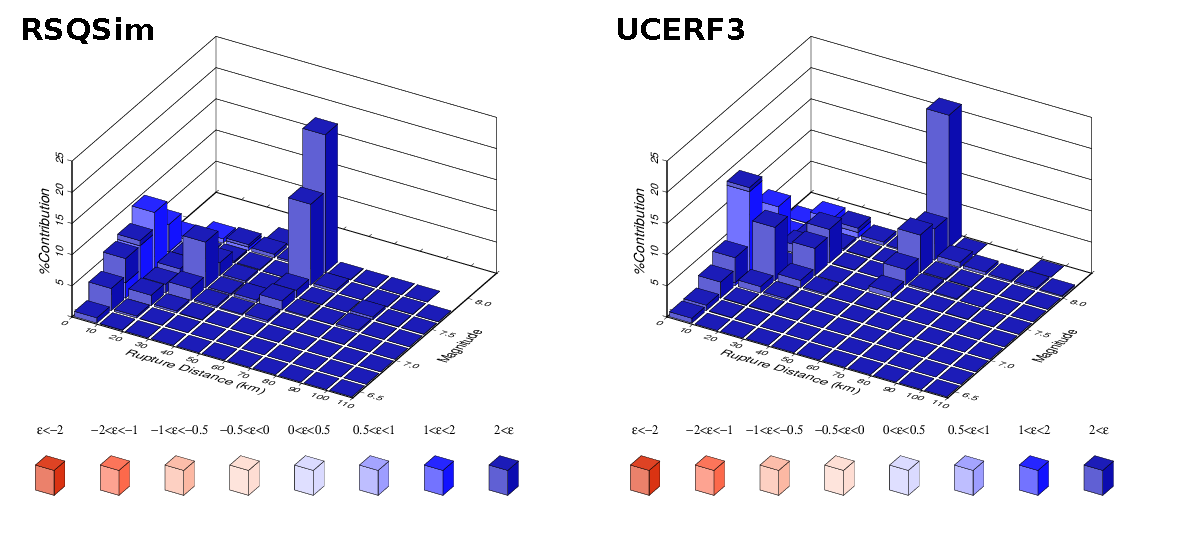 RSQSim
UCERF3
%Contribution
0
5
10
15
20
25
0
10
20
30
40
50
60
70
80
90
100
110
Rupture Distance (km)
6.5
7.0
7.5
8.0
Magnitude
ε<−2
−2<ε<−1
−1<ε<−0.5
−0.5<ε<0
0<ε<0.5
0.5<ε<1
1<ε<2
2<ε
%Contribution
5
10
15
20
25
0
10
20
30
40
50
60
70
80
90
100
110
Rupture Distance (km)
6.5
7.0
7.5
8.0
Magnitude
ε<−2
−2<ε<−1
−1<ε<−0.5
−0.5<ε<0
0<ε<0.5
0.5<ε<1
1<ε<2
2<ε